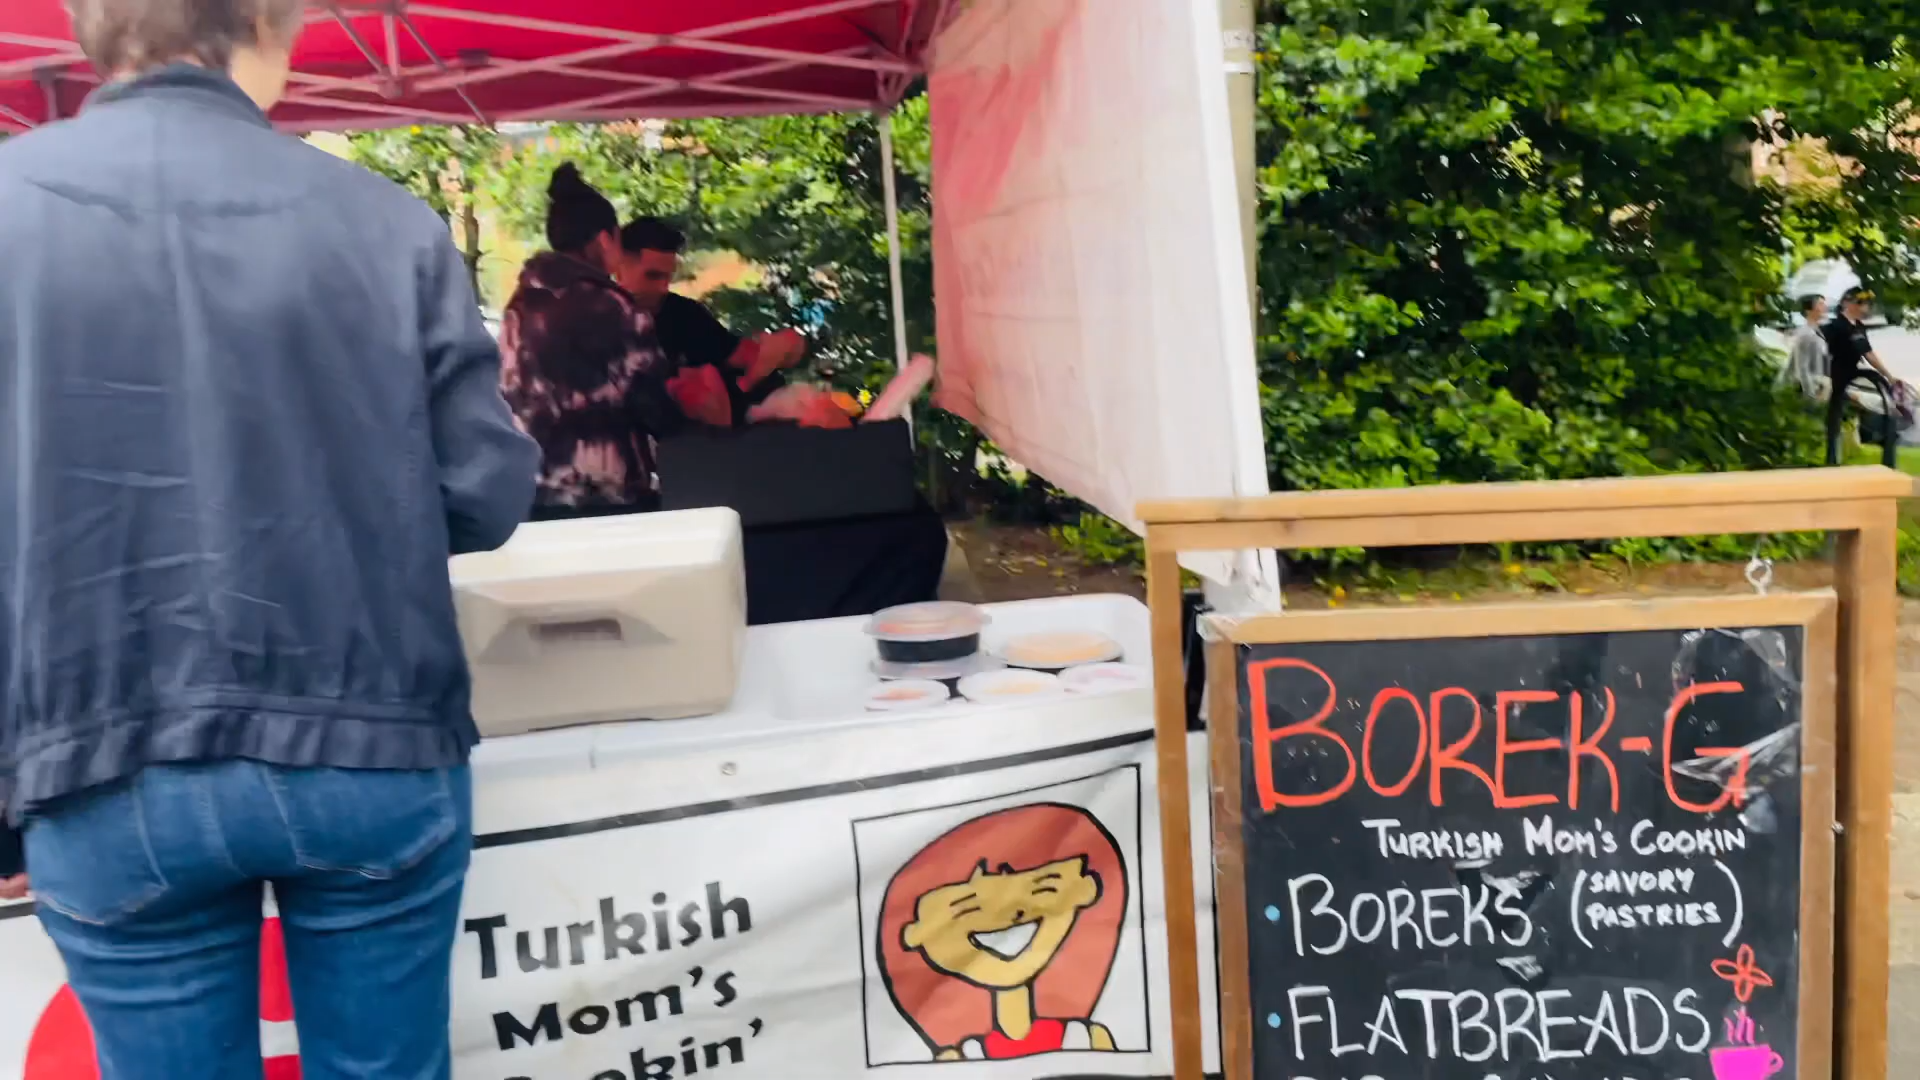 Turkish
Mom's
BOREK-G
TURKISH MOM'S COOKIN'
• BOREKS (SAVORY PASTRIES)
• FLATBREADS